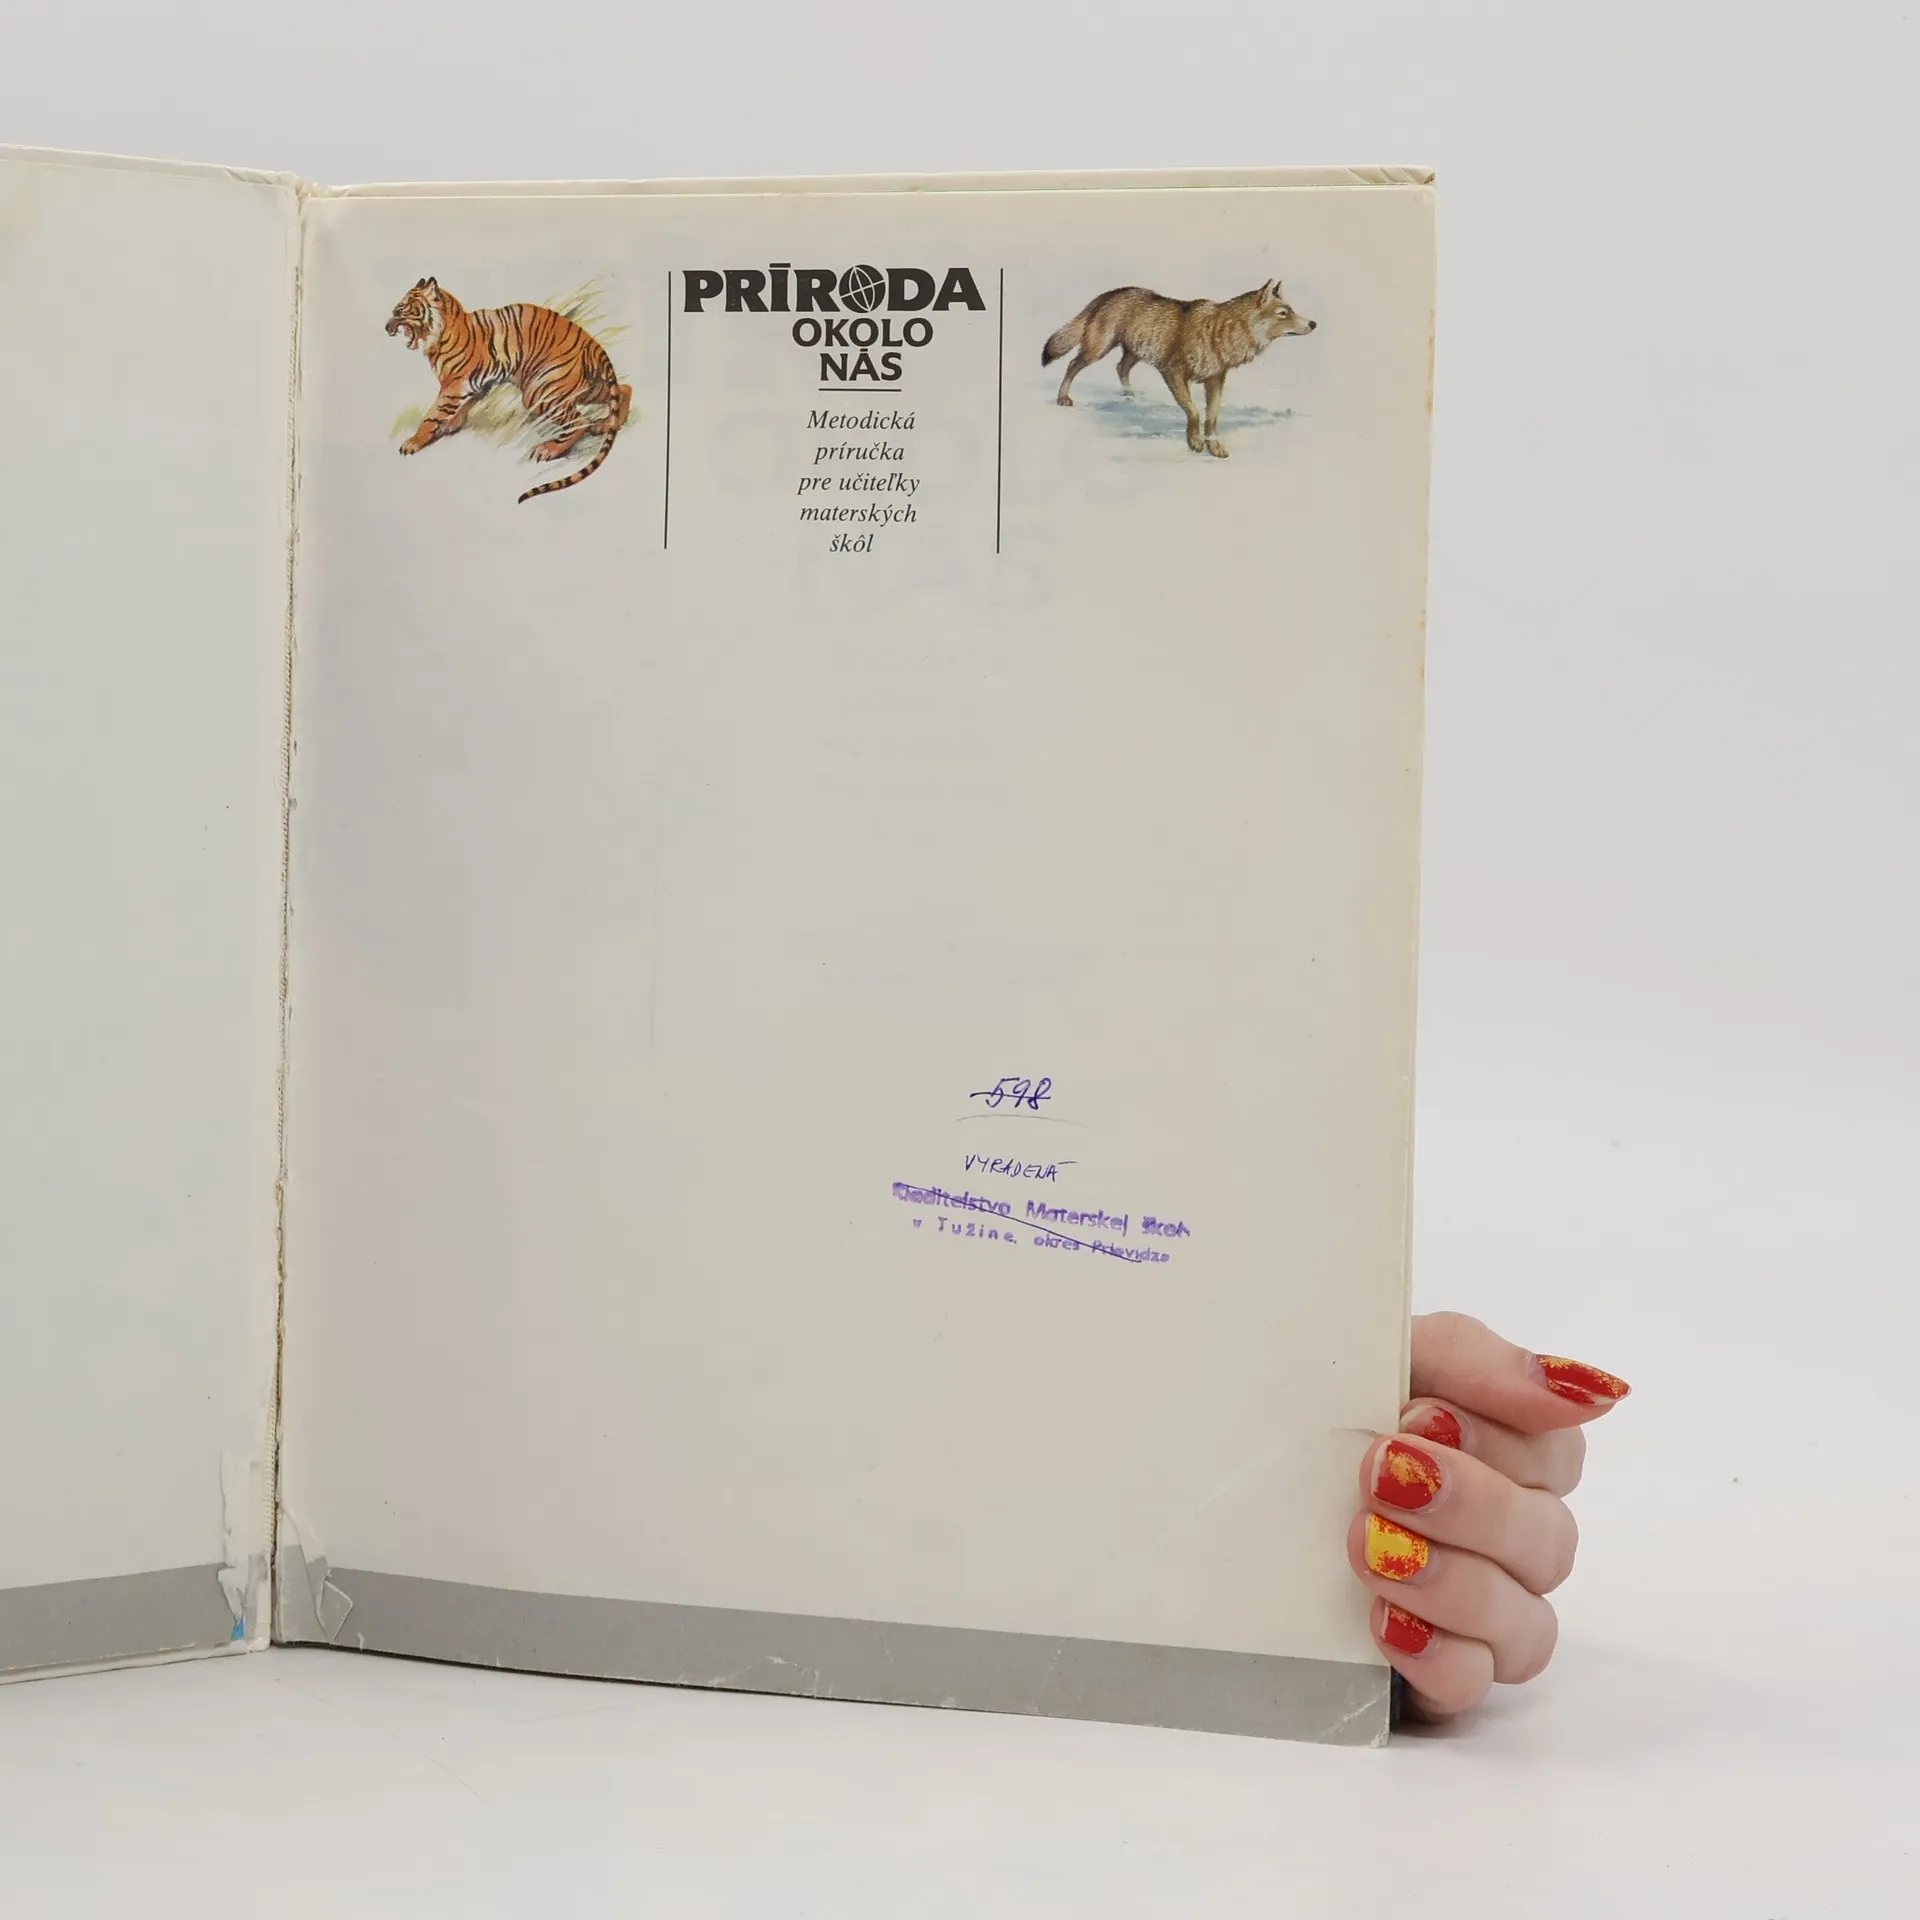 PRÍRODA
OKOLO
NÁS
Metodická
príručka
pre učiteľky
materských
škôl
598
VYRADENÁ
Riaditeľstvo Materskej školy
v Tužine, okres Prievidza